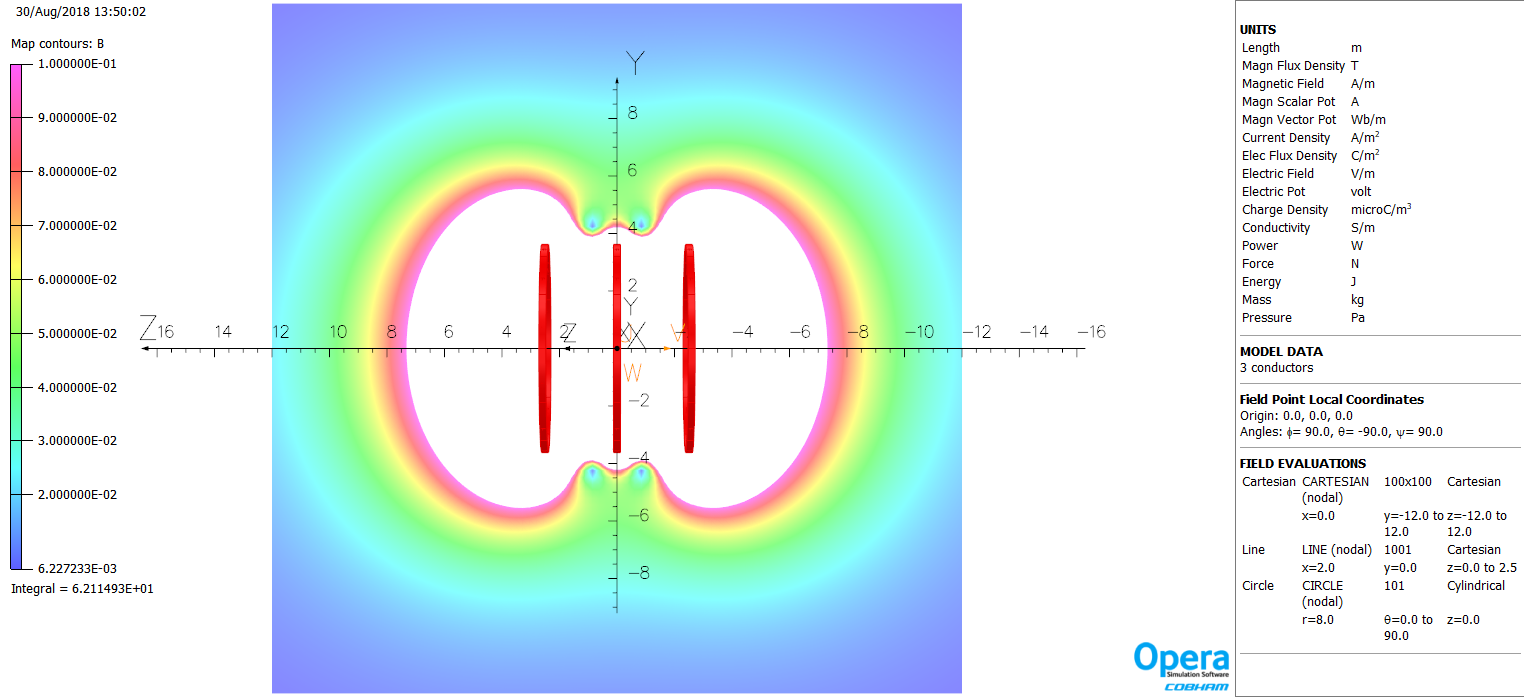 30/Aug/2018 13:50:02
Map contours: B
1.000000E-01
9.000000E-02
8.000000E-02
7.000000E-02
6.000000E-02
5.000000E-02
4.000000E-02
3.000000E-02
2.000000E-02
6.227233E-03
Integral = 6.211493E+01
Y
8
6
4
2
Y
Z 16 14 12 10 8 6 4 2 Z X X V -4 -6 -8 -10 -12 -14 -16
W
-2
-4
-6
-8
UNITS
Length m
Magn Flux Density T
Magnetic Field A/m
Magn Scalar Pot A
Magn Vector Pot Wb/m
Current Density A/m²
Elec Flux Density C/m²
Electric Field V/m
Electric Pot volt
Charge Density microC/m³
Conductivity S/m
Power W
Force N
Energy J
Mass kg
Pressure Pa
MODEL DATA
3 conductors
Field Point Local Coordinates
Origin: 0.0, 0.0, 0.0
Angles: ϕ= 90.0, θ= -90.0, ψ= 90.0
FIELD EVALUATIONS
Cartesian CARTESIAN 100x100 Cartesian
(nodal)
x=0.0 y=-12.0 to z=-12.0 to
12.0 12.0
Line LINE (nodal) 1001 Cartesian
x=2.0 y=0.0 z=0.0 to 2.5
Circle CIRCLE 101 Cylindrical
(nodal)
r=8.0 θ=0.0 to z=0.0
90.0
Opera
Simulation Software
COBHAM